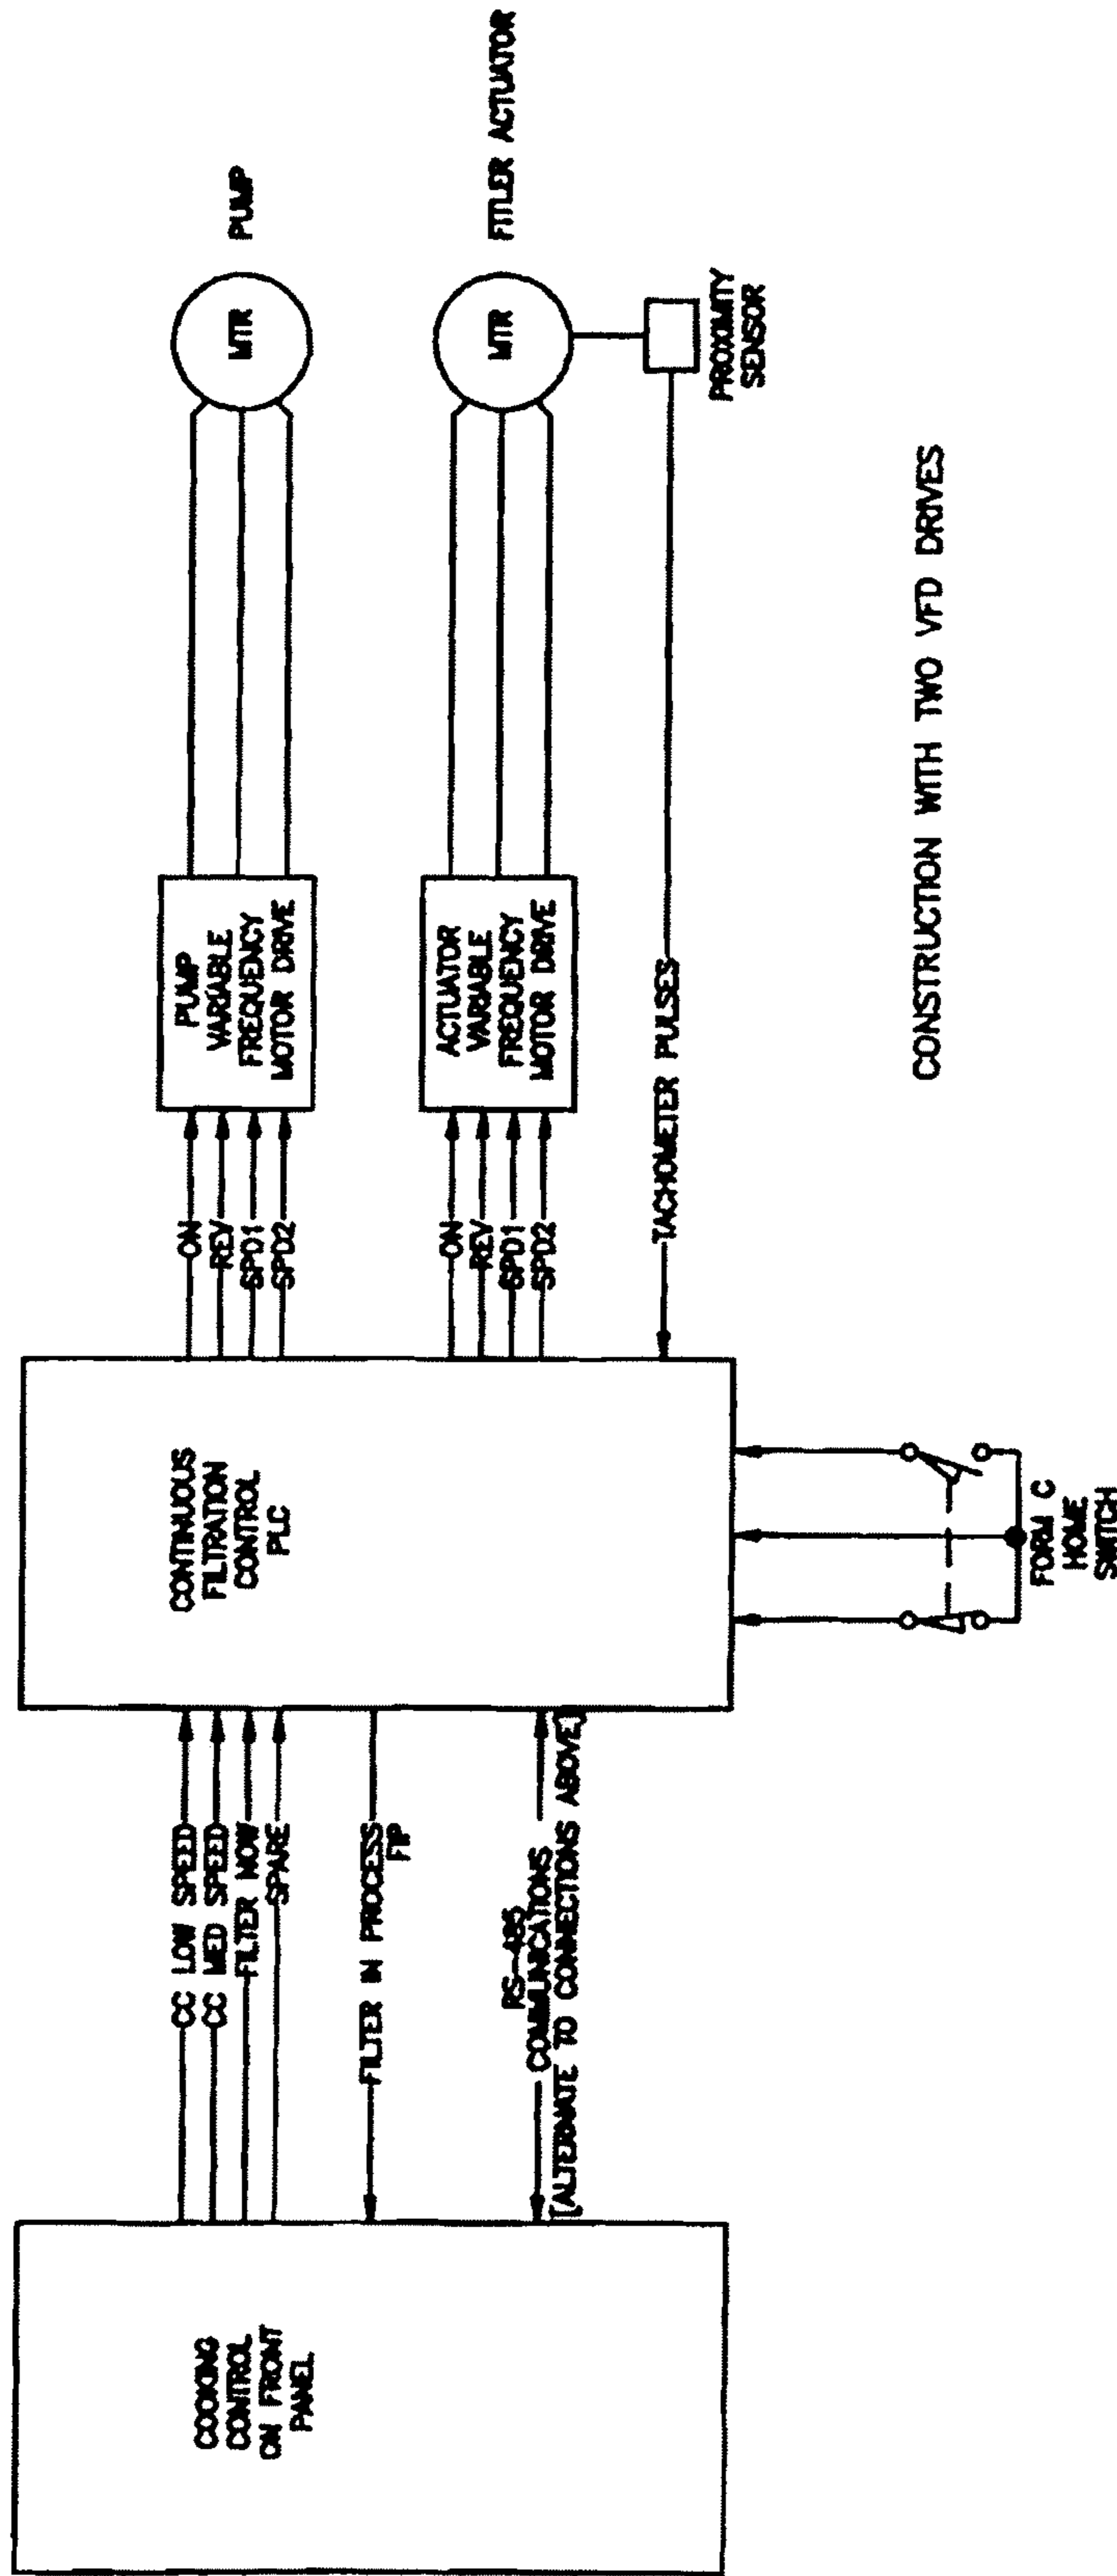 COOKING
CONTROL
ON FRONT
PANEL
CC LOW SPEED
CC MED SPEED
FILTER NOW
SPARE
FILTER IN PROCESS
FIP
RS-485
COMMUNICATIONS
[ALTERNATE TO CONNECTIONS ABOVE]
CONTINUOUS
FILTRATION
CONTROL
PLC
FORM C
HOME
SWITCH
ON
REV
SPD1
SPD2
PUMP
VARIABLE
FREQUENCY
MOTOR DRIVE
MTR
PUMP
ON
REV
SPD1
SPD2
ACTUATOR
VARIABLE
FREQUENCY
MOTOR DRIVE
MTR
FITLER ACTUATOR
TACHOMETER PULSES
PROXIMITY
SENSOR
CONSTRUCTION WITH TWO VFD DRIVES